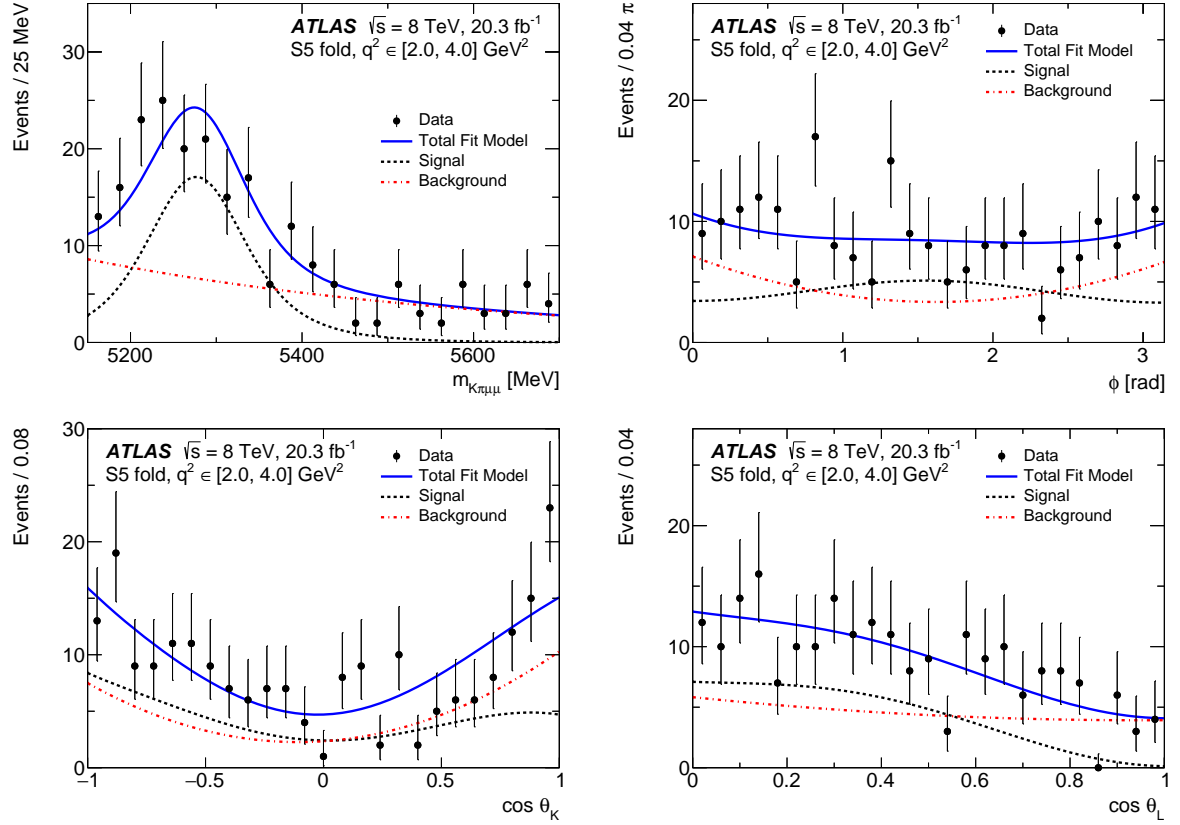 Events / 25 MeV
30
20
10
0
ATLAS √s = 8 TeV, 20.3 fb⁻¹
S5 fold, q² ∈ [2.0, 4.0] GeV²
Data
Total Fit Model
Signal
Background
5200 5400 5600
m_Kπμμ [MeV]
Events / 0.04 π
20
10
0
ATLAS √s = 8 TeV, 20.3 fb⁻¹
S5 fold, q² ∈ [2.0, 4.0] GeV²
Data
Total Fit Model
Signal
Background
0 1 2 3
ϕ [rad]
Events / 0.08
30
20
10
0
ATLAS √s = 8 TeV, 20.3 fb⁻¹
S5 fold, q² ∈ [2.0, 4.0] GeV²
Data
Total Fit Model
Signal
Background
−1 −0.5 0 0.5 1
cos θ_K
Events / 0.04
20
10
0
ATLAS √s = 8 TeV, 20.3 fb⁻¹
S5 fold, q² ∈ [2.0, 4.0] GeV²
Data
Total Fit Model
Signal
Background
0 0.2 0.4 0.6 0.8 1
cos θ_L